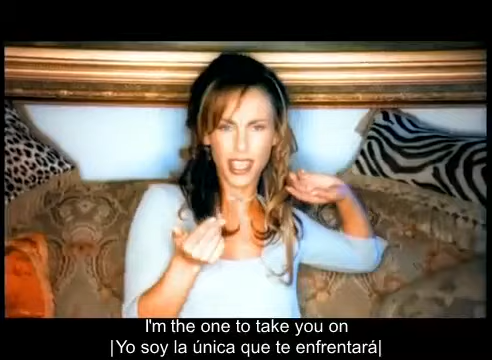 I'm the one to take you on
|Yo soy la única que te enfrentará|